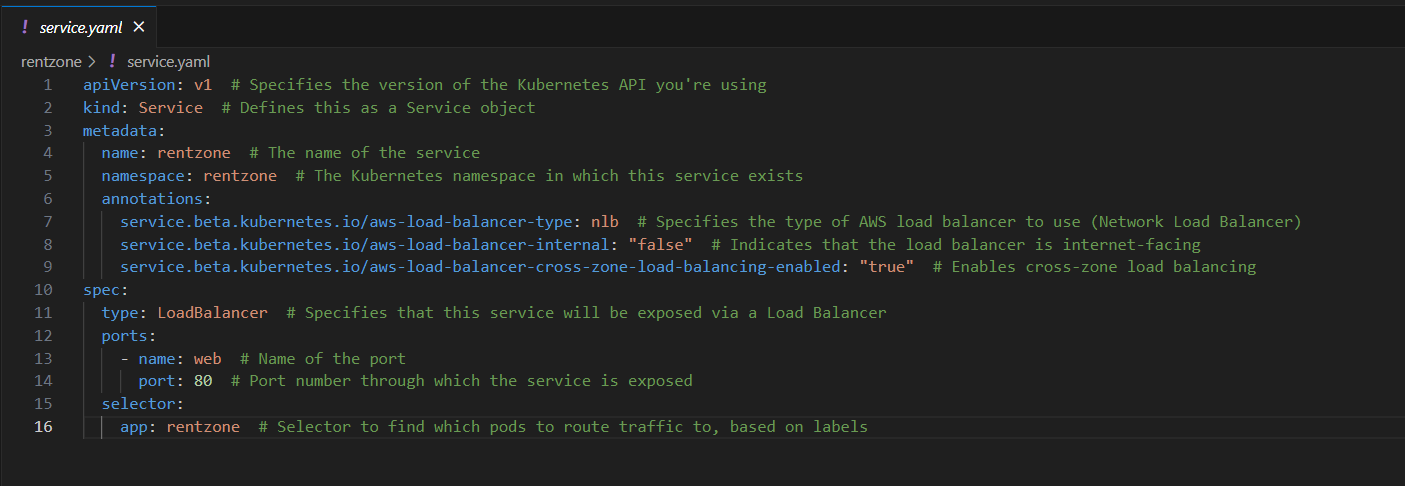 ! service.yaml ×
rentzone > ! service.yaml
1 apiVersion: v1  # Specifies the version of the Kubernetes API you're using
2 kind: Service  # Defines this as a Service object
3 metadata:
4   name: rentzone  # The name of the service
5   namespace: rentzone  # The Kubernetes namespace in which this service exists
6   annotations:
7     service.beta.kubernetes.io/aws-load-balancer-type: nlb  # Specifies the type of AWS load balancer to use (Network Load Balancer)
8     service.beta.kubernetes.io/aws-load-balancer-internal: "false"  # Indicates that the load balancer is internet-facing
9     service.beta.kubernetes.io/aws-load-balancer-cross-zone-load-balancing-enabled: "true"  # Enables cross-zone load balancing
10 spec:
11   type: LoadBalancer  # Specifies that this service will be exposed via a Load Balancer
12   ports:
13     - name: web  # Name of the port
14       port: 80  # Port number through which the service is exposed
15   selector:
16     app: rentzone  # Selector to find which pods to route traffic to, based on labels